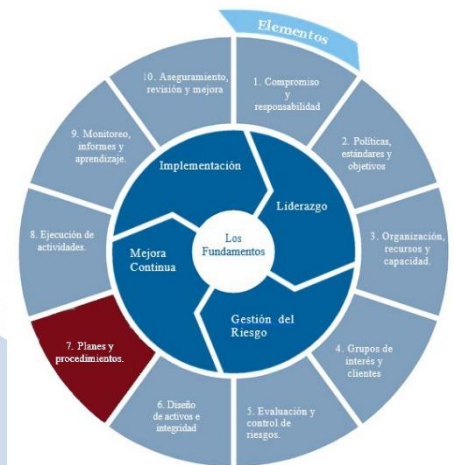 Elementos
1. Compromiso
y
responsabilidad
2. Políticas,
estándares y
objetivos
3. Organización,
recursos y
capacidad.
4. Grupos de
interés y
clientes
5. Evaluación y
control de
riesgos.
6. Diseño
de activos e
integridad
7. Planes y
procedimientos.
8. Ejecución de
actividades.
9. Monitoreo,
informes y
aprendizaje.
10. Aseguramiento,
revisión y mejora
Implementación
Liderazgo
Gestión del
Riesgo
Mejora
Continua
Los
Fundamentos